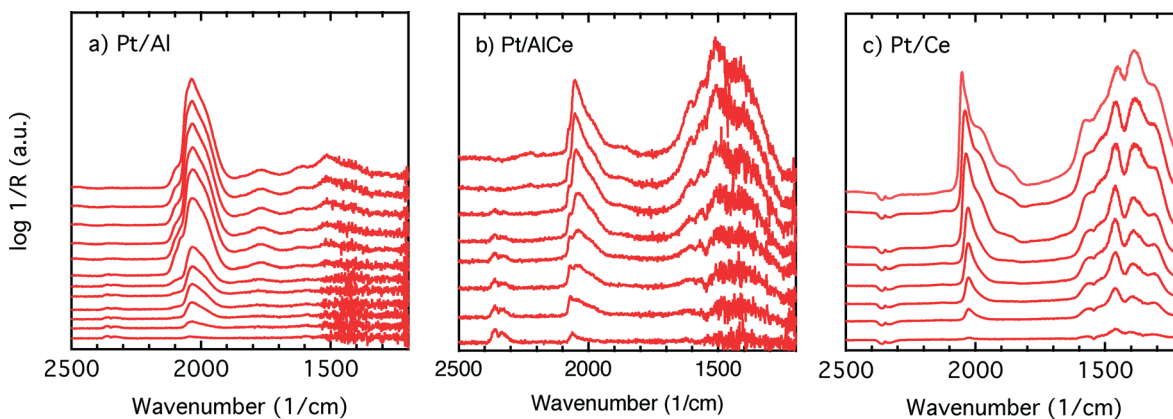 a) Pt/Al
b) Pt/AlCe
c) Pt/Ce
log 1/R (a.u.)
2500 2000 1500
2500 2000 1500
2500 2000 1500
Wavenumber (1/cm)
Wavenumber (1/cm)
Wavenumber (1/cm)